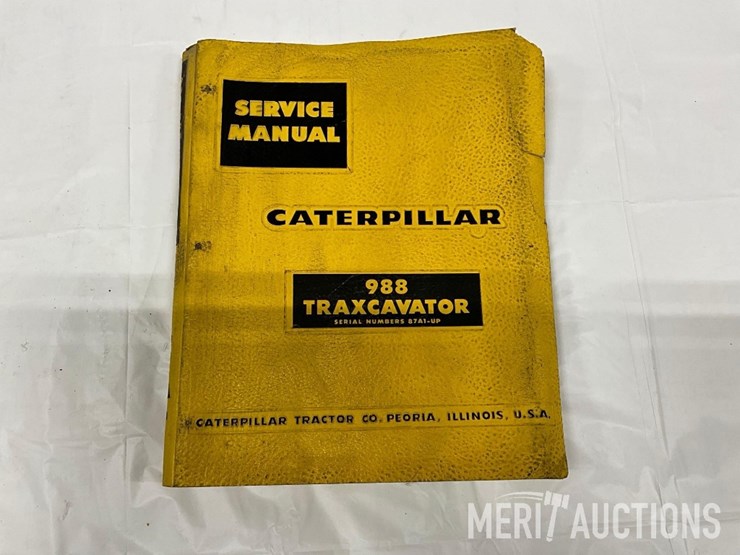 SERVICE
MANUAL
CATERPILLAR
988
TRAXCAVATOR
SERIAL NUMBERS 87A1-UP
CATERPILLAR TRACTOR CO. PEORIA, ILLINOIS, U.S.A.
MERIT AUCTIONS